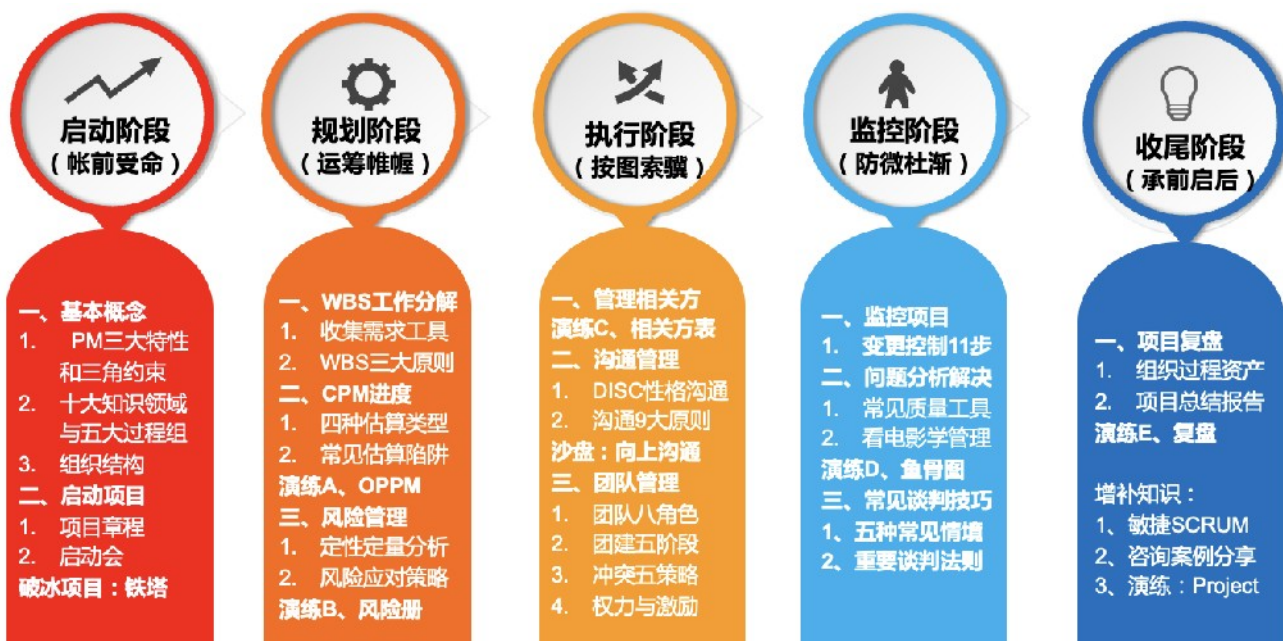 启动阶段
（帐前受命）
一、基本概念
1. PM三大特性
和三角约束
2. 十大知识领域
与五大过程组
3. 组织结构
二、启动项目
1. 项目章程
2. 启动会
破冰项目：铁塔
规划阶段
（运筹帷幄）
一、WBS工作分解
1. 收集需求工具
2. WBS三大原则
二、CPM进度
1. 四种估算类型
2. 常见估算陷阱
演练A、OPPM
三、风险管理
1. 定性定量分析
2. 风险应对策略
演练B、风险册
执行阶段
（按图索骥）
一、管理相关方
演练C、相关方表
二、沟通管理
1. DISC性格沟通
2. 沟通9大原则
沙盘：向上沟通
三、团队管理
1. 团队八角色
2. 团建五阶段
3. 冲突五策略
4. 权力与激励
监控阶段
（防微杜渐）
一、监控项目
1. 变更控制11步
二、问题分析解决
1. 常见质量工具
2. 看电影学管理
演练D、鱼骨图
三、常见谈判技巧
1、五种常见情境
2、重要谈判法则
收尾阶段
（承前启后）
一、项目复盘
1. 组织过程资产
2. 项目总结报告
演练E、复盘
增补知识：
1、敏捷SCRUM
2、咨询案例分享
3、演练：Project